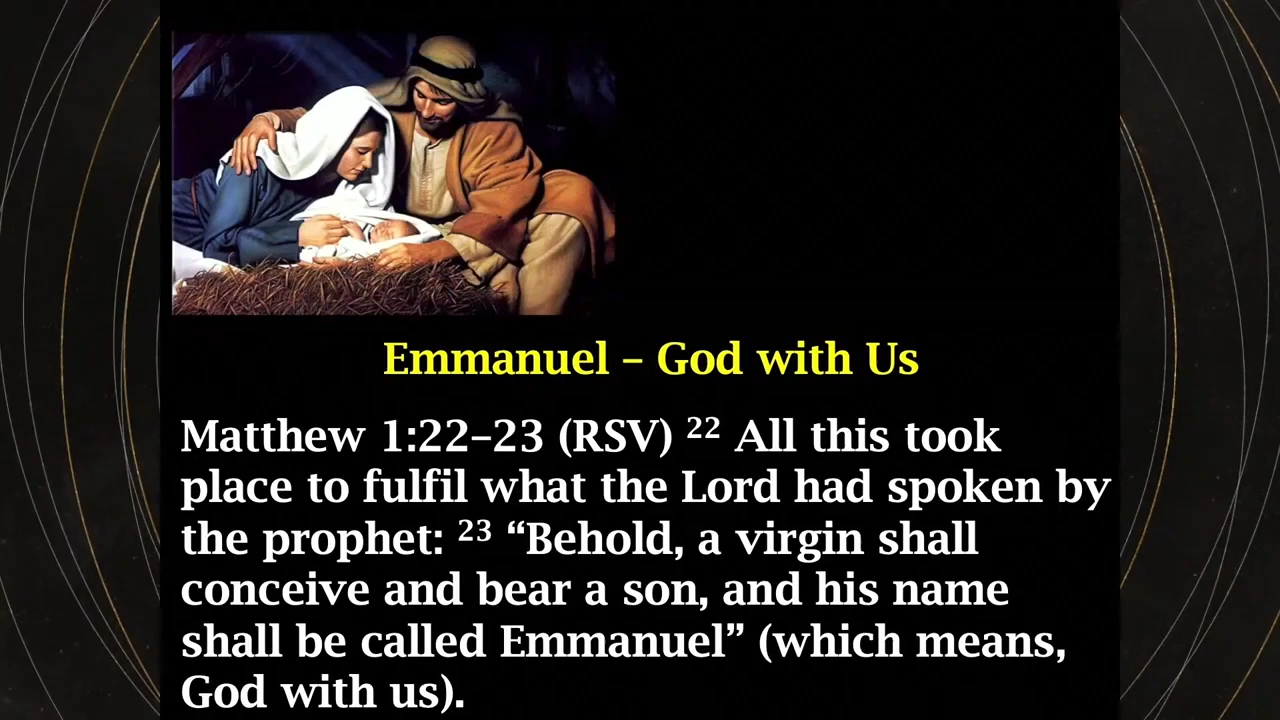 Emmanuel – God with Us
Matthew 1:22–23 (RSV) ²² All this took
place to fulfil what the Lord had spoken by
the prophet: ²³ “Behold, a virgin shall
conceive and bear a son, and his name
shall be called Emmanuel” (which means,
God with us).